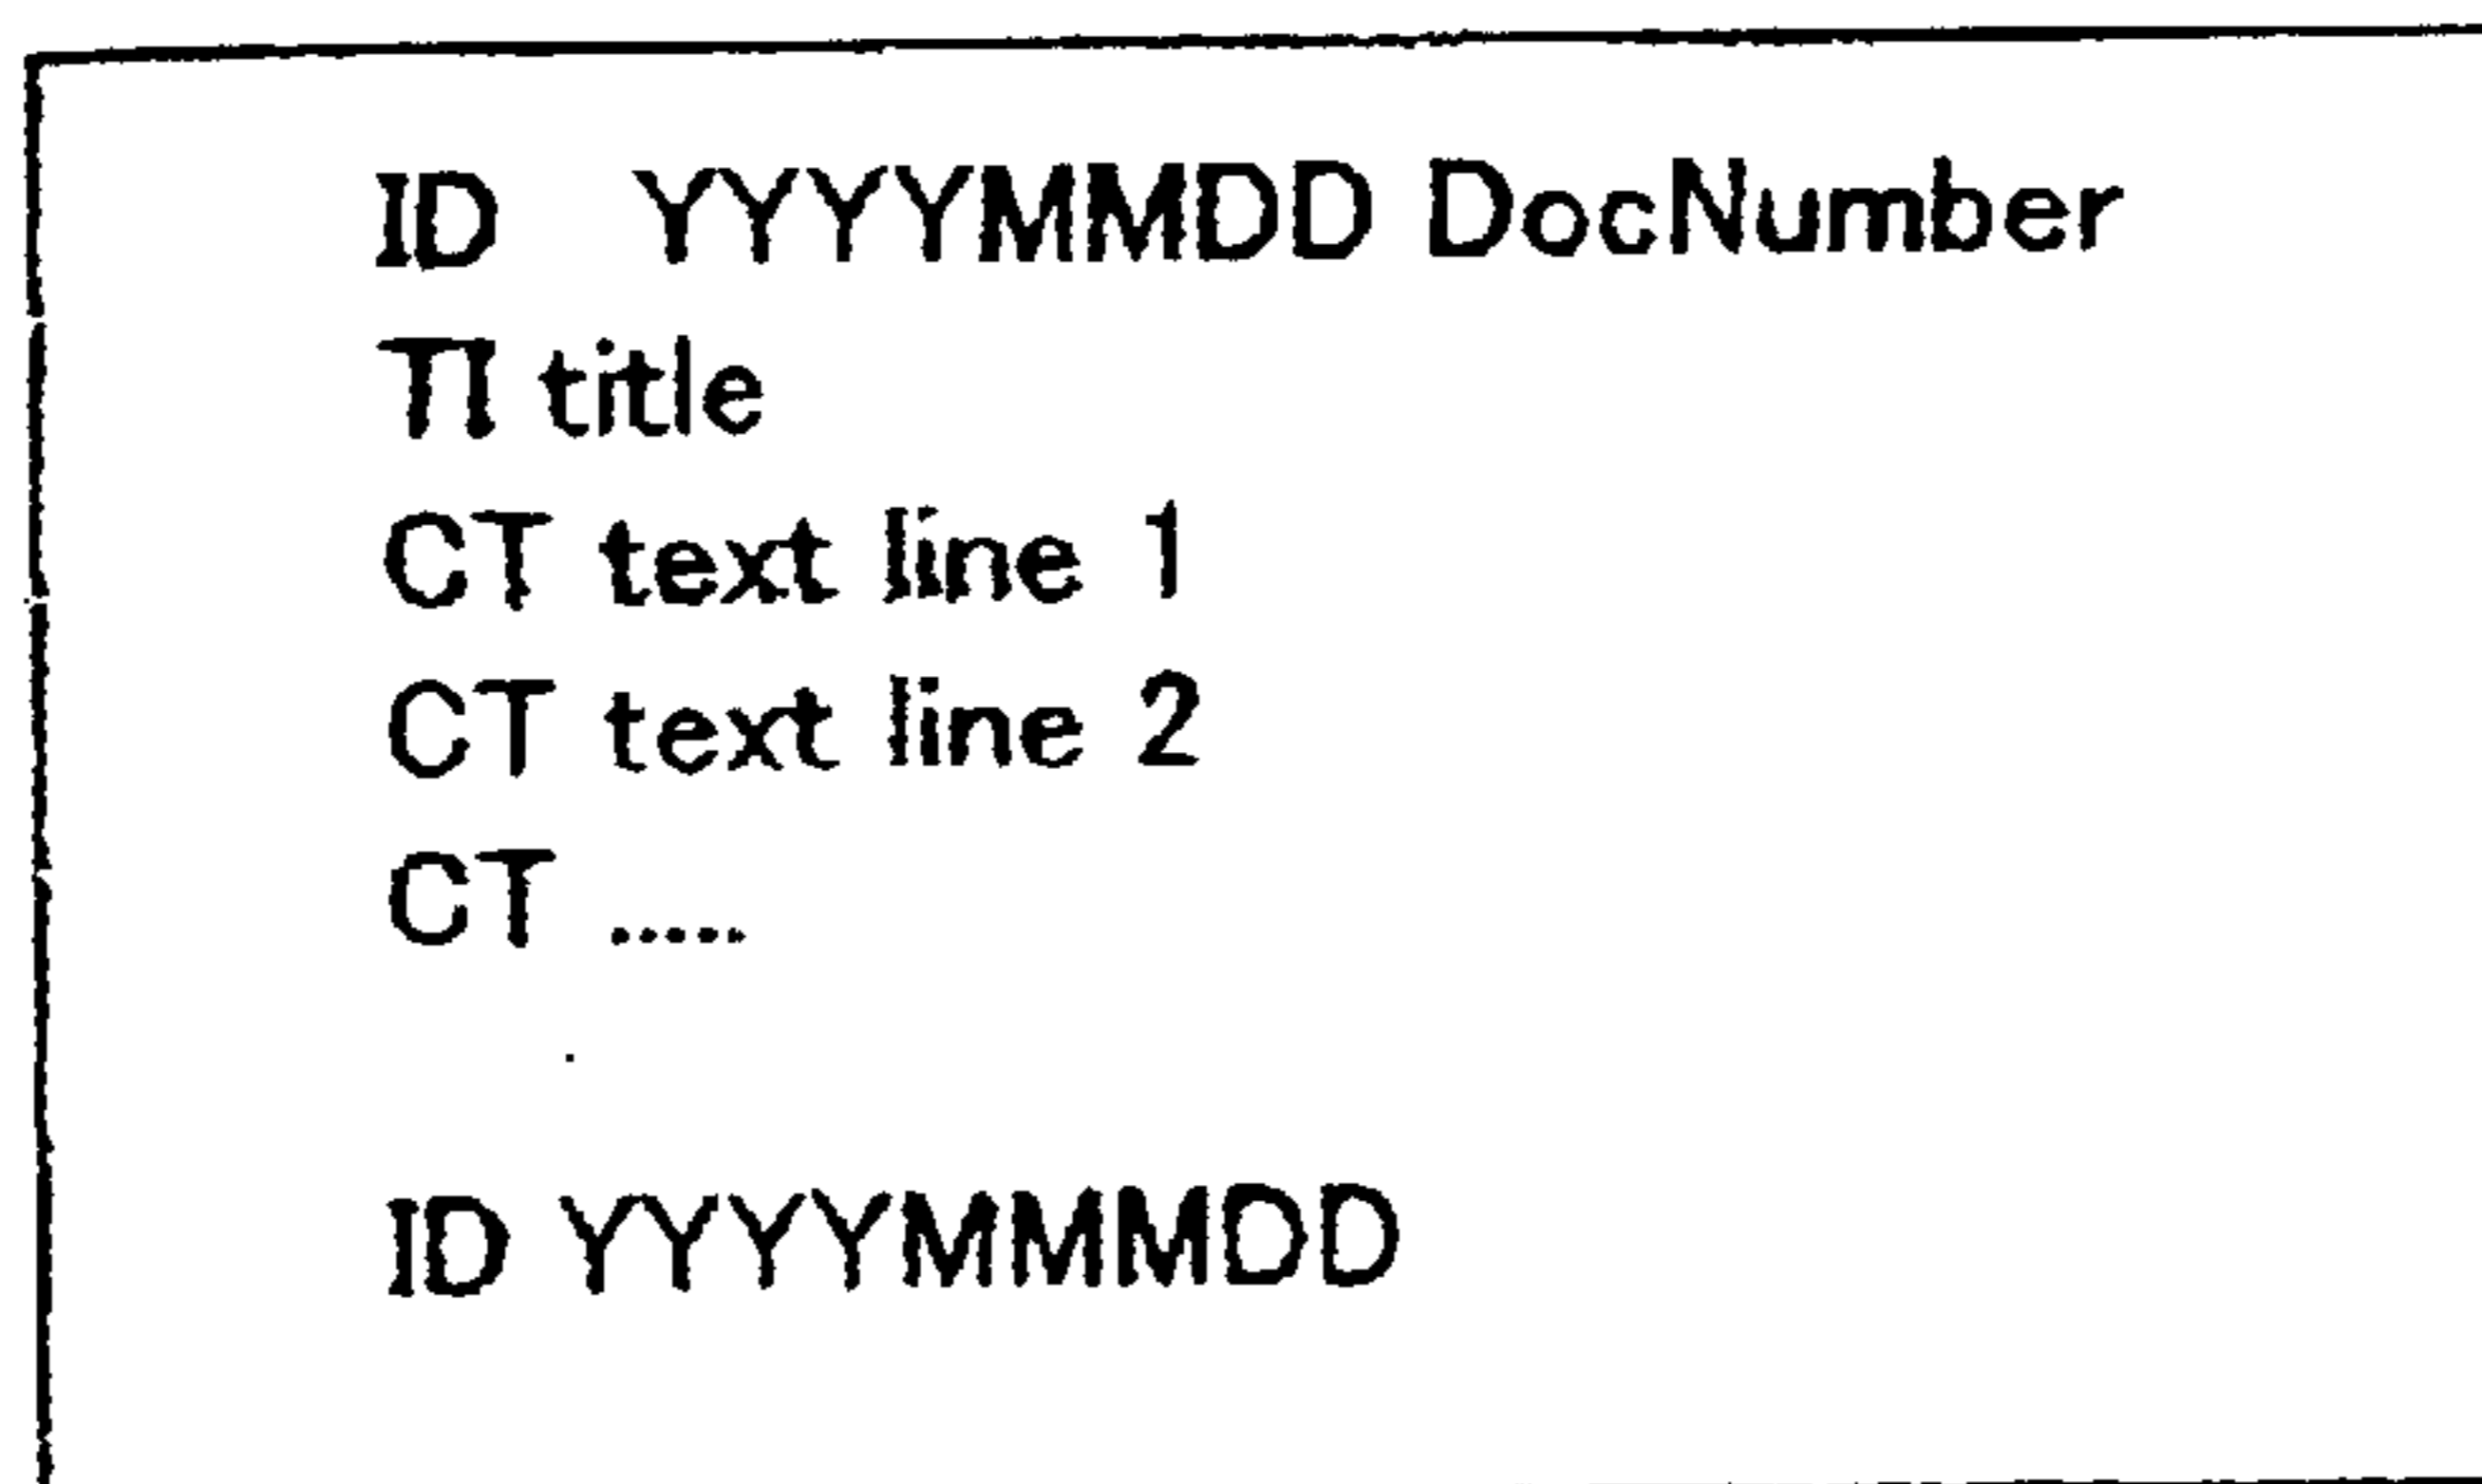 ID YYYYMMDD DocNumber
TI title
CT text line 1
CT text line 2
CT .....
.
ID YYYYMMMDD